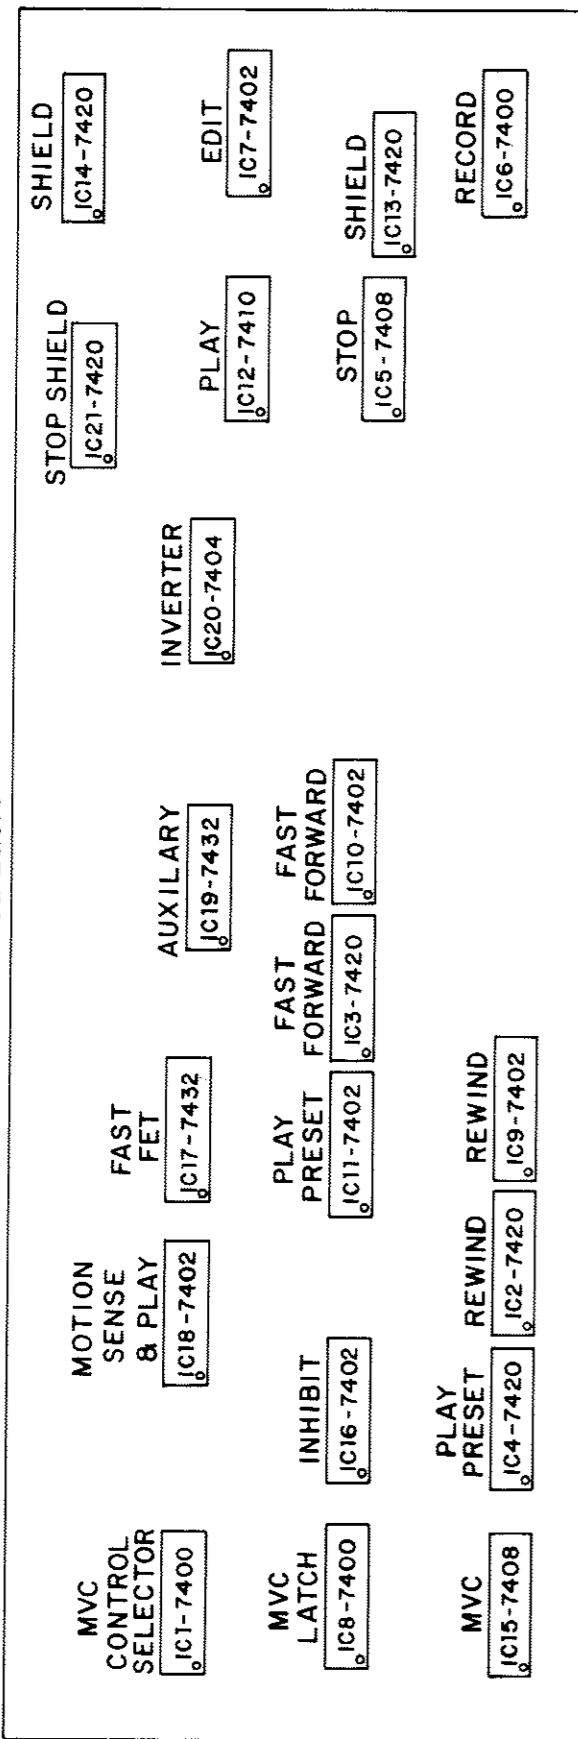 MVC
CONTROL
SELECTOR
IC1-7400
MOTION
SENSE
& PLAY
IC18-7402
FAST
FET
IC17-7432
AUXILARY
IC19-7432
INVERTER
IC20-7404
STOP SHIELD
IC21-7420
SHIELD
IC14-7420
MVC
LATCH
IC8-7400
INHIBIT
IC16-7402
PLAY
PRESET
IC11-7402
FAST
FORWARD
IC3-7420
FAST
FORWARD
IC10-7402
PLAY
IC12-7410
EDIT
IC7-7402
STOP
IC5-7408
SHIELD
IC13-7420
MVC
IC15-7408
PLAY
PRESET
IC4-7420
REWIND
IC2-7420
REWIND
IC9-7402
RECORD
IC6-7400